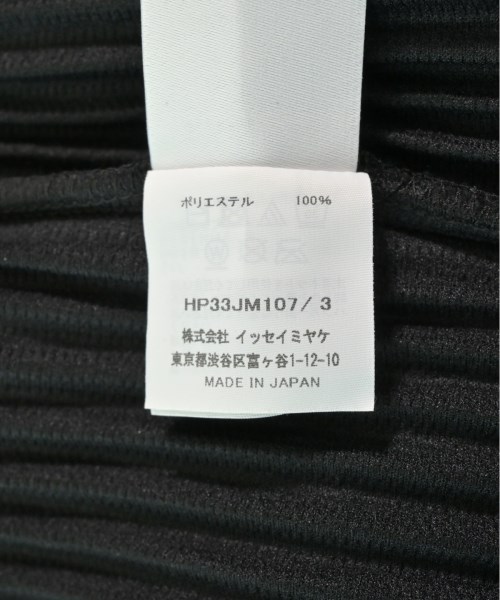 ポリエステル 100%
HP33JM107/ 3
株式会社 イッセイミヤケ
東京都渋谷区富ヶ谷1-12-10
MADE IN JAPAN